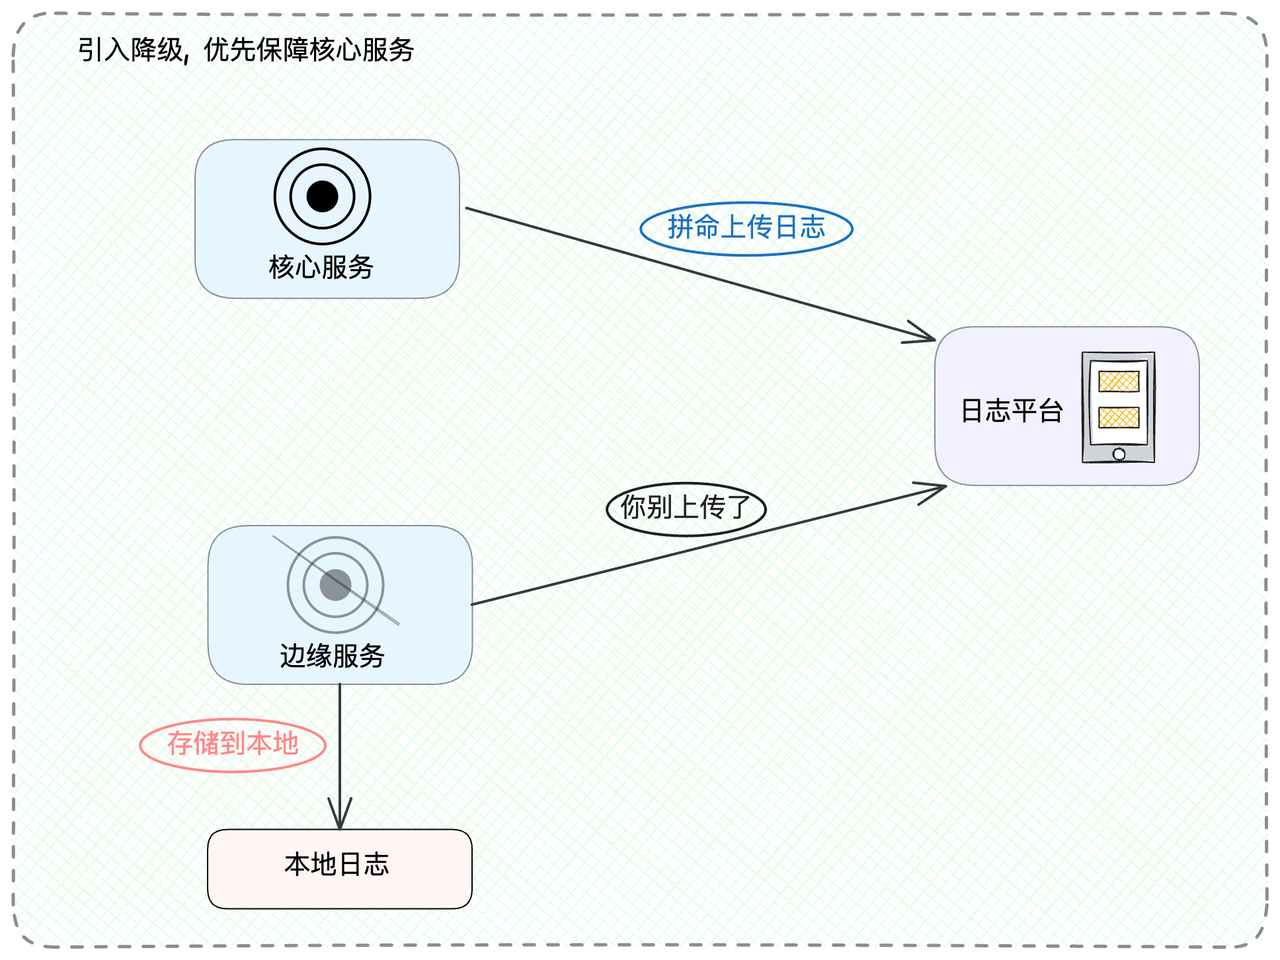 引入降级, 优先保障核心服务
核心服务
拼命上传日志
日志平台
你别上传了
边缘服务
存储到本地
本地日志